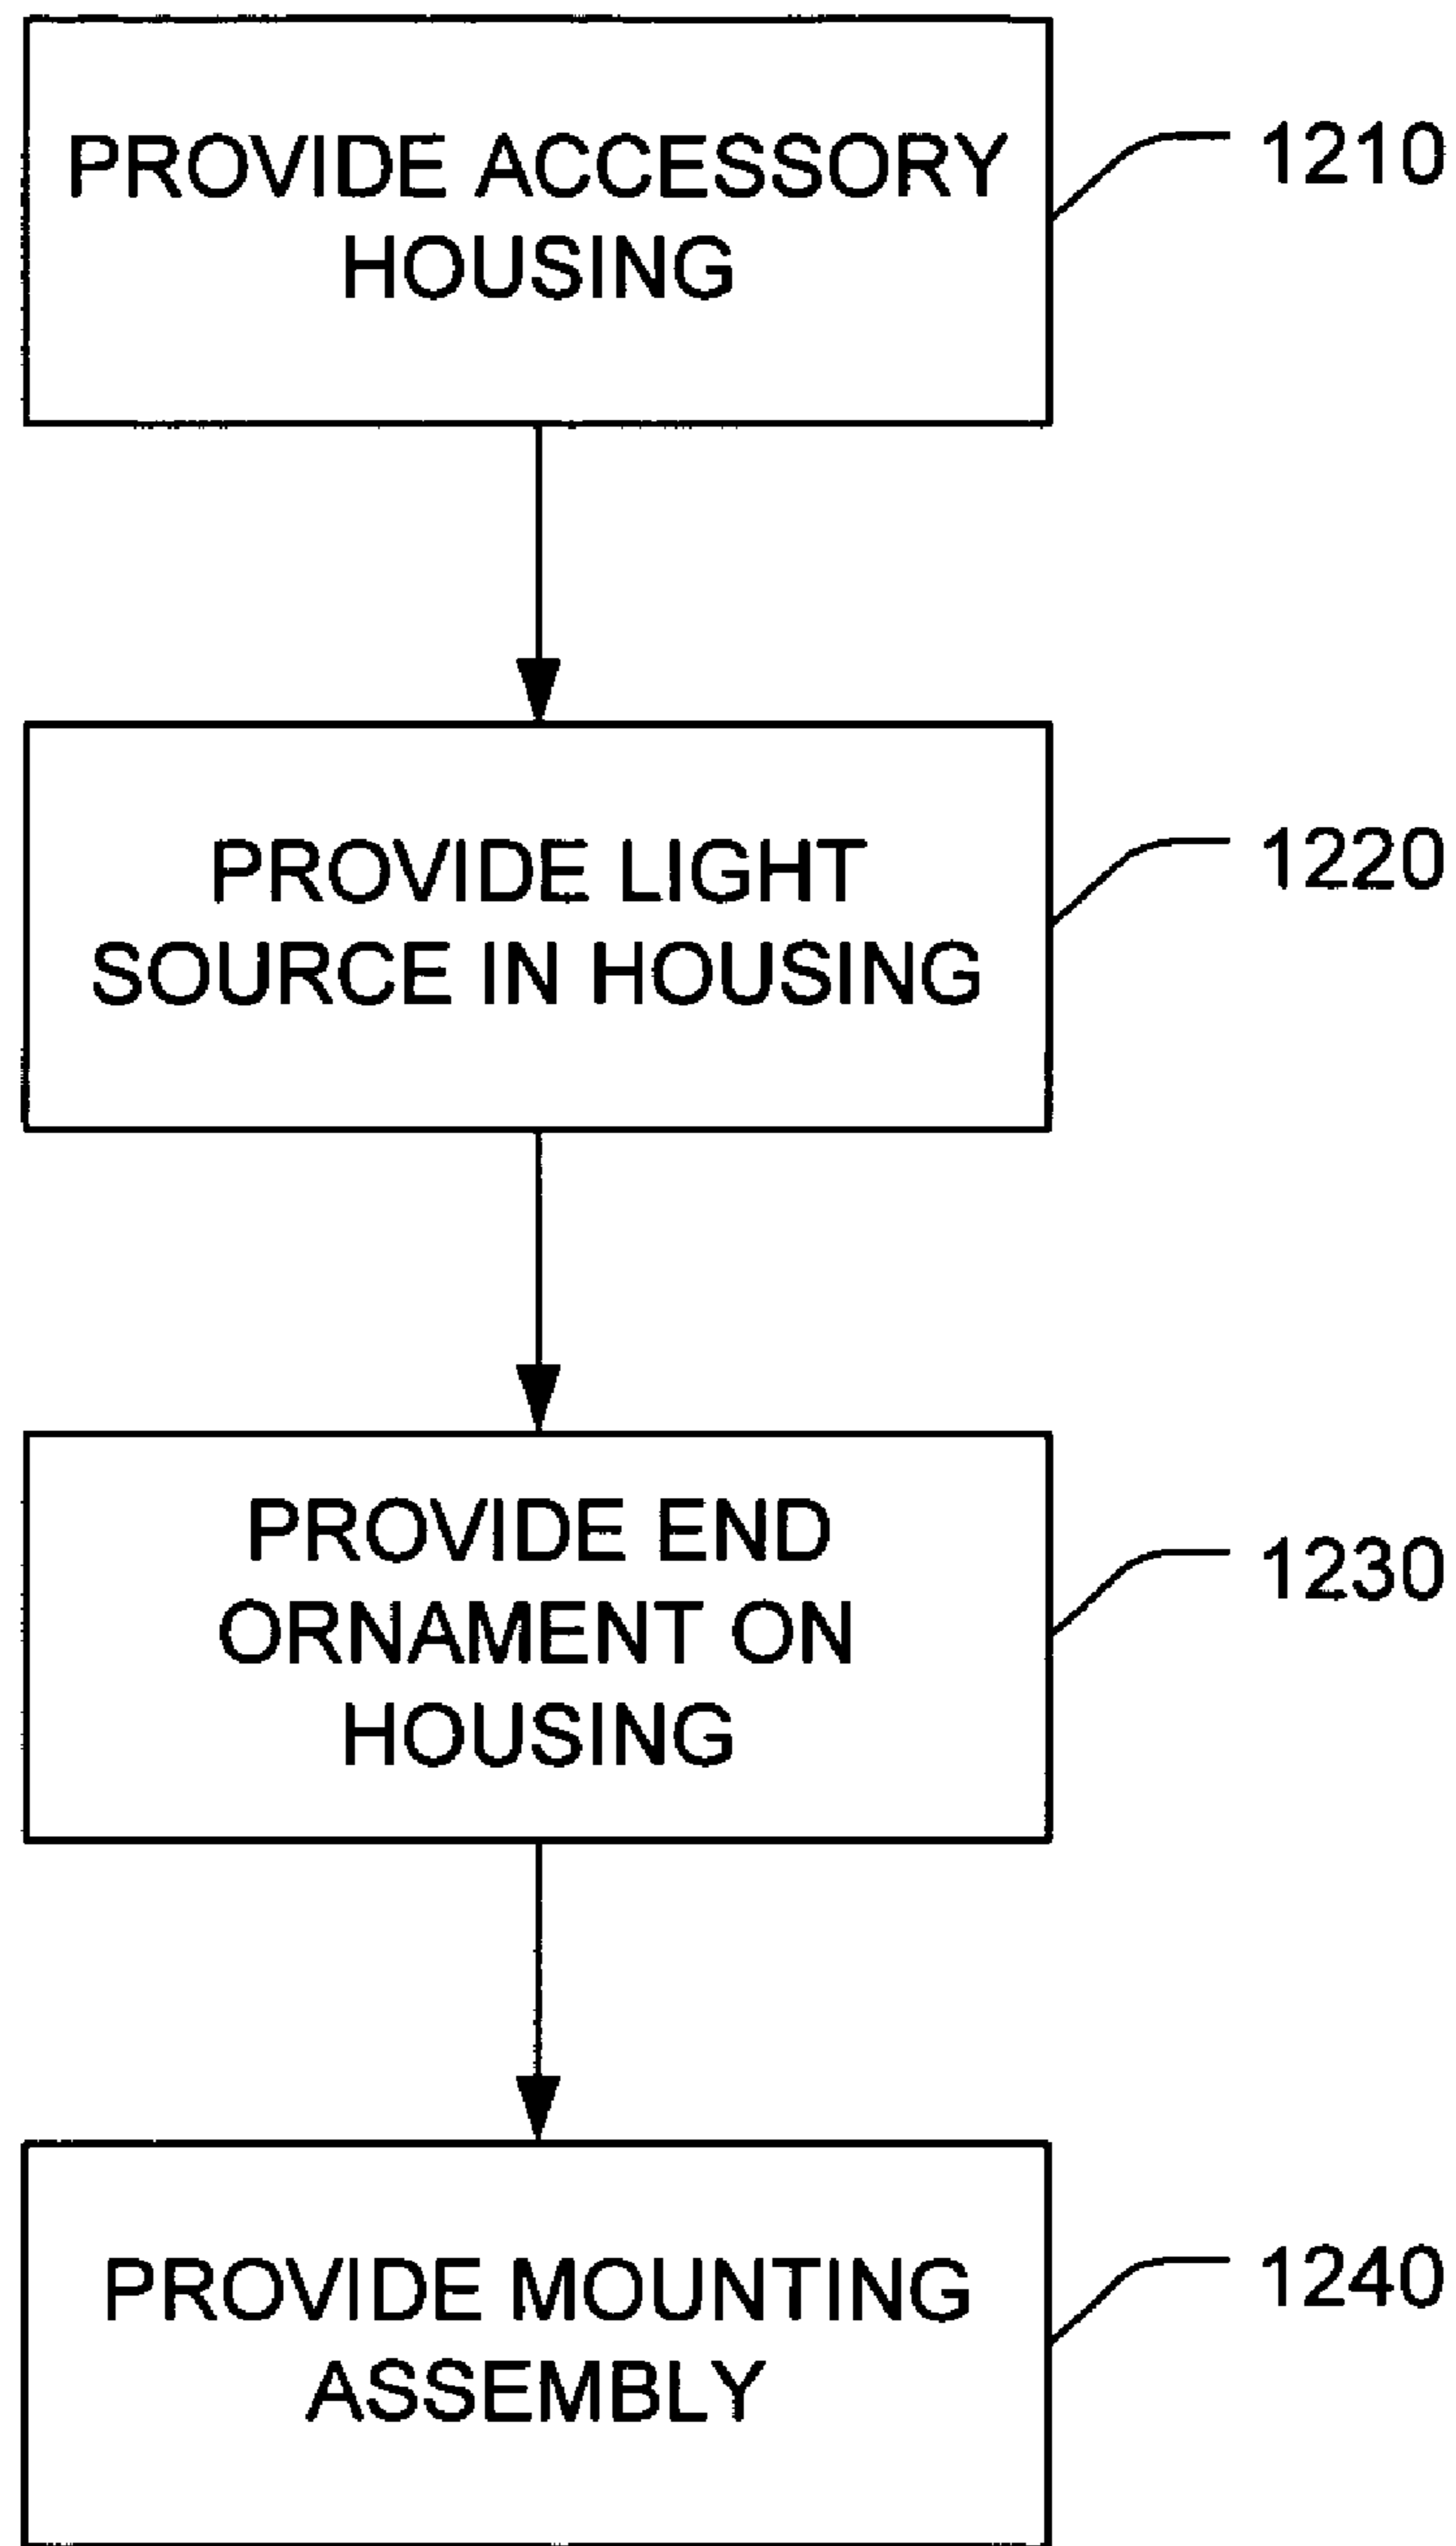 PROVIDE ACCESSORY
HOUSING
1210
PROVIDE LIGHT
SOURCE IN HOUSING
1220
PROVIDE END
ORNAMENT ON
HOUSING
1230
PROVIDE MOUNTING
ASSEMBLY
1240